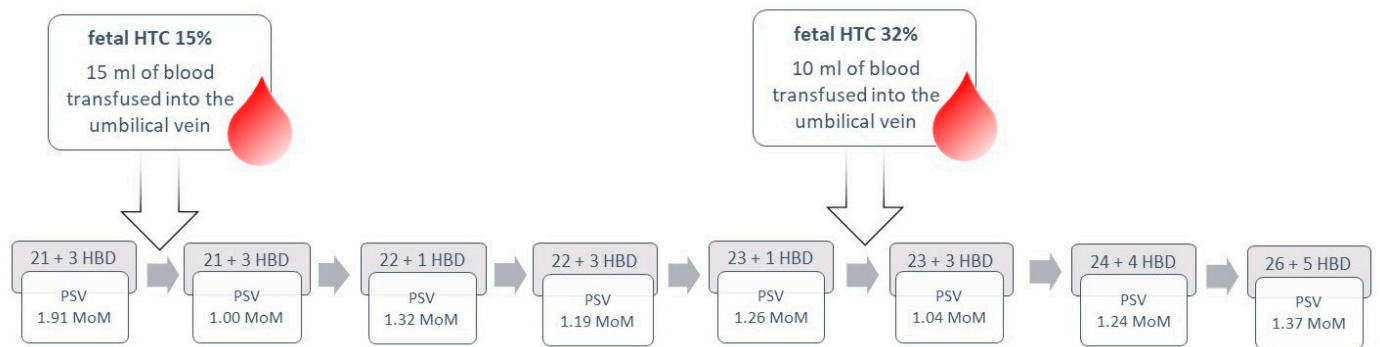 fetal HTC 15%
15 ml of blood
transfused into the
umbilical vein
fetal HTC 32%
10 ml of blood
transfused into the
umbilical vein
21 + 3 HBD
PSV
1.91 MoM
21 + 3 HBD
PSV
1.00 MoM
22 + 1 HBD
PSV
1.32 MoM
22 + 3 HBD
PSV
1.19 MoM
23 + 1 HBD
PSV
1.26 MoM
23 + 3 HBD
PSV
1.04 MoM
24 + 4 HBD
PSV
1.24 MoM
26 + 5 HBD
PSV
1.37 MoM